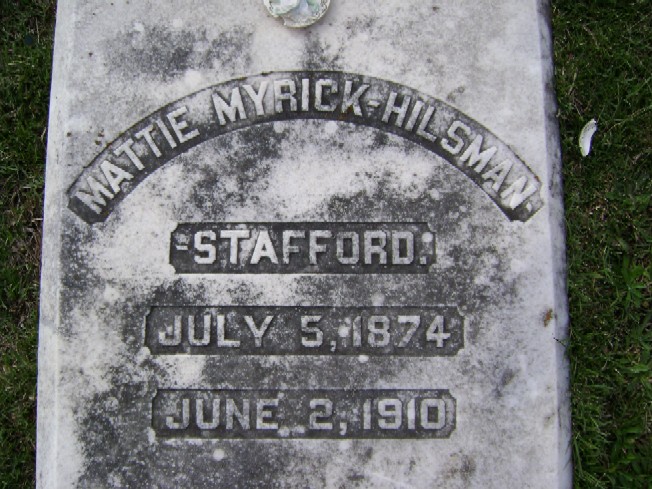 MATTIE MYRICK-HILSMAN-
-STAFFORD.
JULY 5, 1874
JUNE 2, 1910